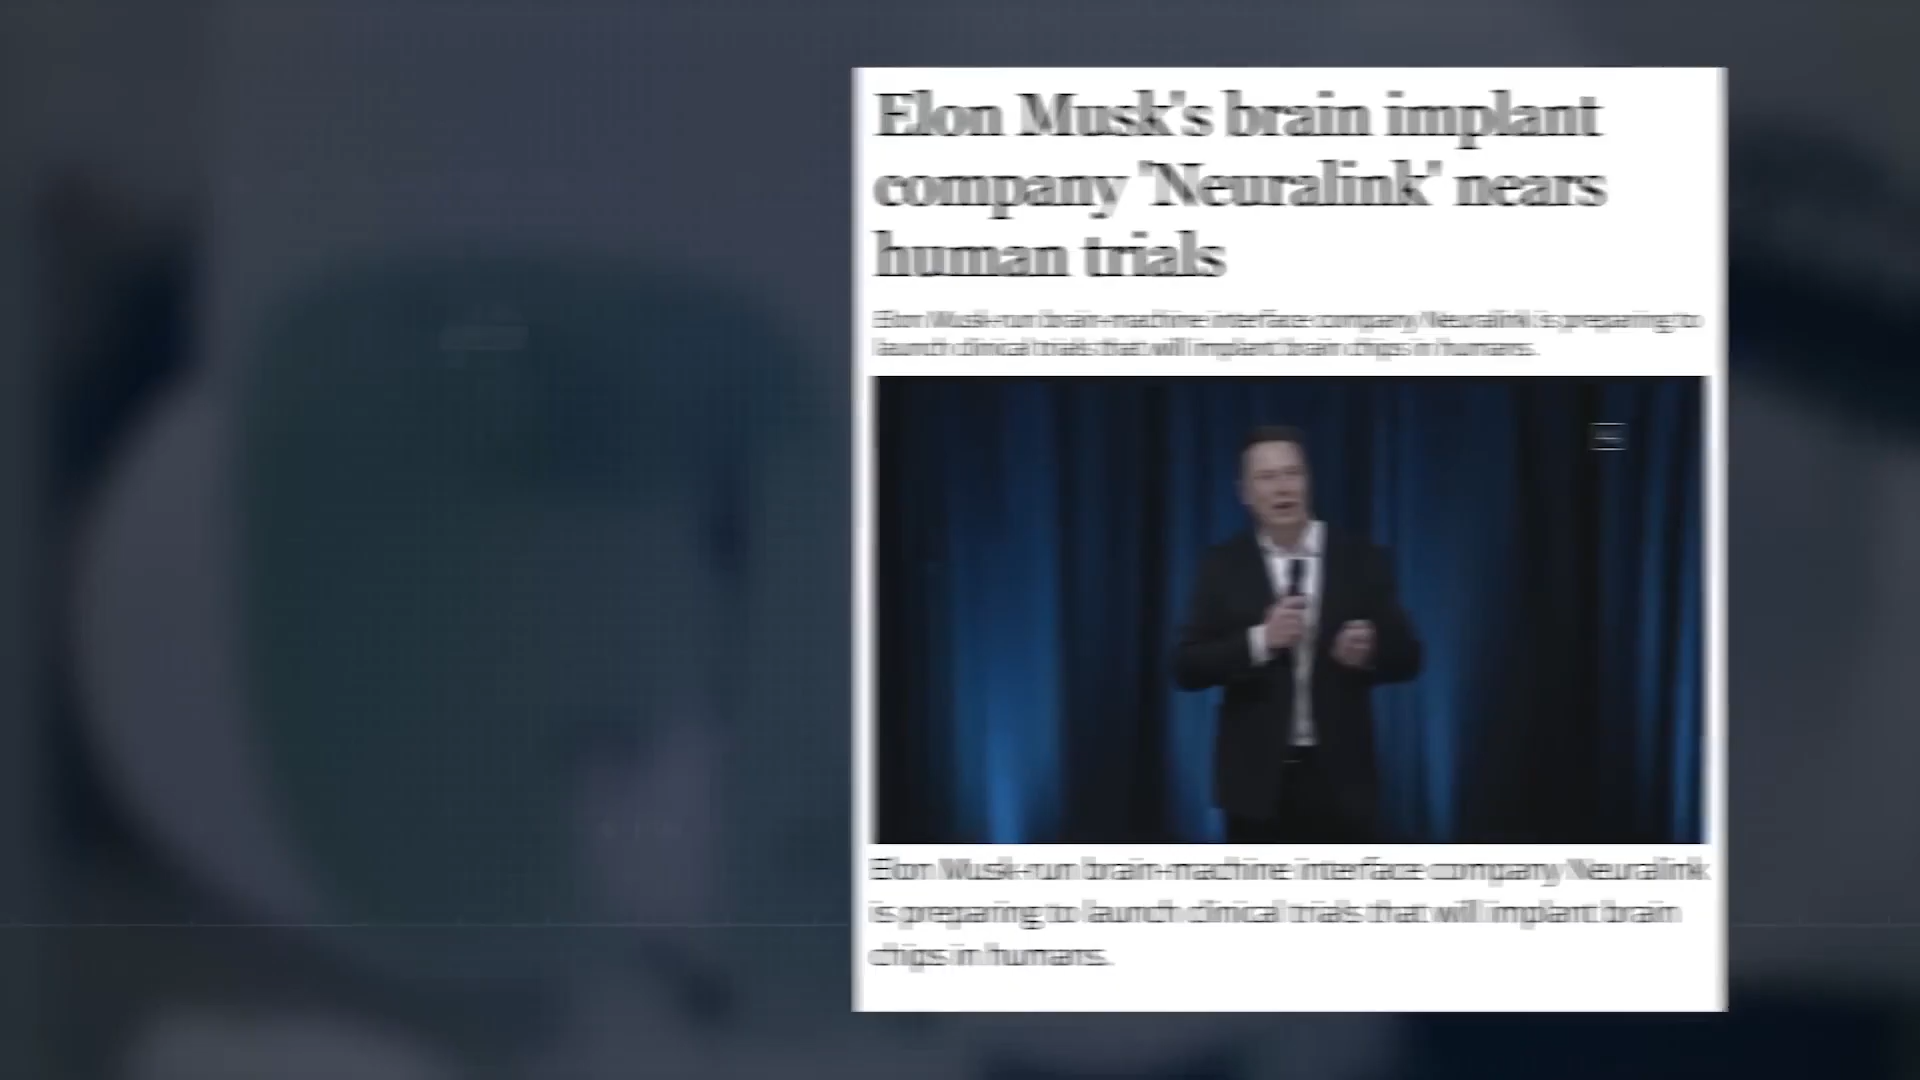 Elon Musk's brain implant
company 'Neuralink' nears
human trials
Elon Musk-run brain-machine interface company Neuralink is preparing to
launch clinical trials that will implant brain chips in humans.
Elon Musk-run brain-machine interface company Neuralink
is preparing to launch clinical trials that will implant brain
chips in humans.